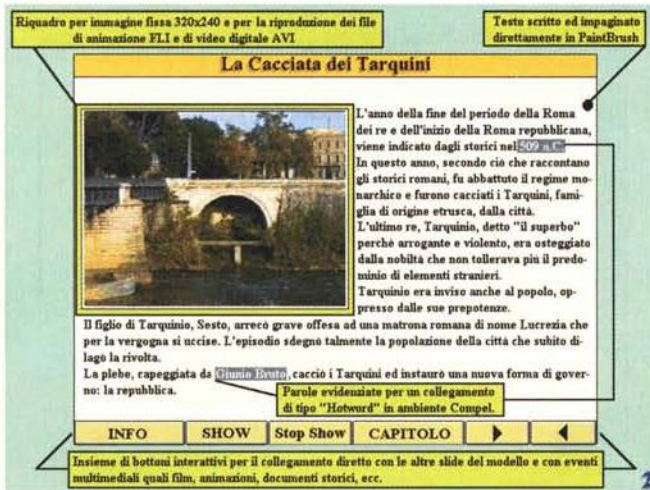 Riquadro per immagine fissa 320x240 e per la riproduzione dei file
di animazione FLI e di video digitale AVI
Testo scritto ed impaginato
direttamente in PaintBrush
La Cacciata dei Tarquini
L'anno della fine del periodo della Roma
dei re e dell'inizio della Roma repubblicana,
viene indicato dagli storici nel 509 a.C.
In questo anno, secondo ciò che raccontano
gli storici romani, fu abbattuto il regime mo-
narchico e furono cacciati i Tarquini, fami-
glia di origine etrusca, dalla città.
L'ultimo re, Tarquinio, detto "il superbo"
perchè arrogante e violento, era osteggiato
dalla nobiltà che non tollerava più il predo-
minio di elementi stranieri.
Tarquinio era inviso anche al popolo, op-
presso dalle sue prepotenze.
Il figlio di Tarquinio, Sesto, arrecò grave offesa ad una matrona romana di nome Lucrezia che
per la vergogna si uccise. L'episodio sdegnò talmente la popolazione della città che subito di-
lagò la rivolta.
La plebe, capeggiata da Giunio Bruto, cacciò i Tarquini ed instaurò una nuova forma di gover-
no: la repubblica.
Parole evidenziate per un collegamento
di tipo "Hotword" in ambiente Compel.
INFO SHOW Stop Show CAPITOLO
Insieme di bottoni interattivi per il collegamento diretto con le altre slide del modello e con eventi
multimediali quali film, animazioni, documenti storici, ecc.
2